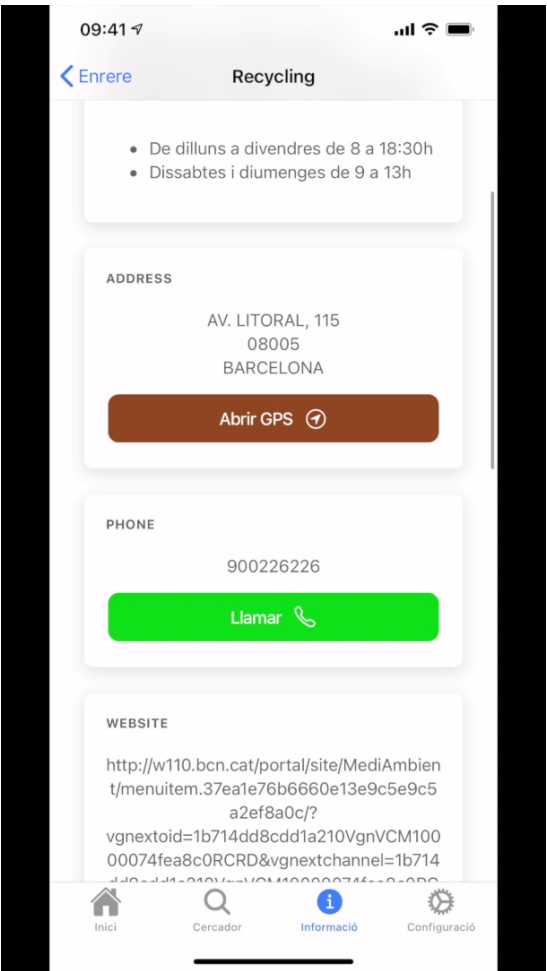 09:41
Enrere
Recycling
De dilluns a divendres de 8 a 18:30h
Dissabtes i diumenges de 9 a 13h
ADDRESS
AV. LITORAL, 115
08005
BARCELONA
Abrir GPS
PHONE
900226226
Llamar
WEBSITE
http://w110.bcn.cat/portal/site/MediAmbien
t/menuitem.37ea1e76b6660e13e9c5e9c5
a2ef8a0c/?
vgnextoid=1b714dd8cdd1a210VgnVCM100
00074fea8c0RCRD&vgnextchannel=1b714
Inici
Cercador
Informació
Configuració